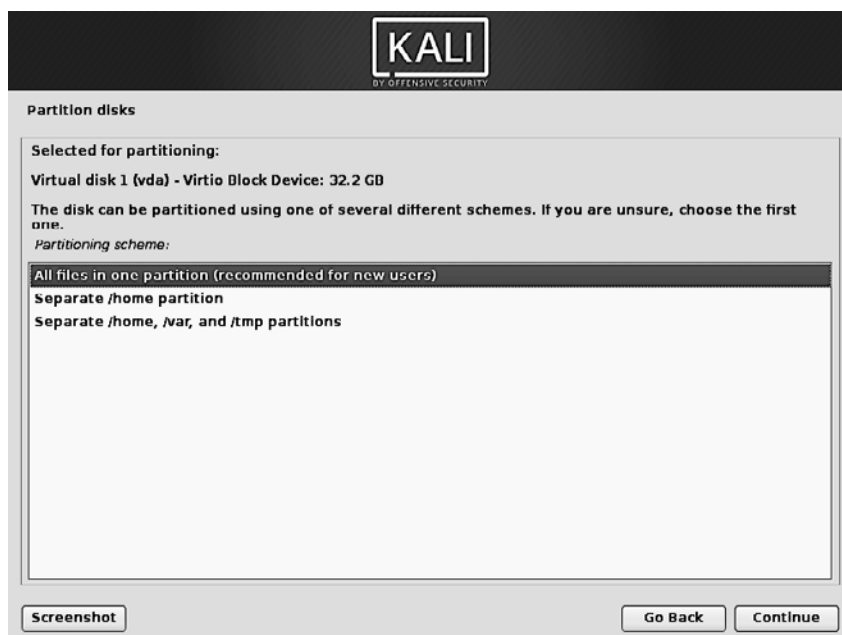 KALI
BY OFFENSIVE SECURITY
Partition disks
Selected for partitioning:
Virtual disk 1 (vda) - Virtio Block Device: 32.2 GB
The disk can be partitioned using one of several different schemes. If you are unsure, choose the first
one.
Partitioning scheme:
All files in one partition (recommended for new users)
Separate /home partition
Separate /home, /var, and /tmp partitions
Screenshot
Go Back
Continue